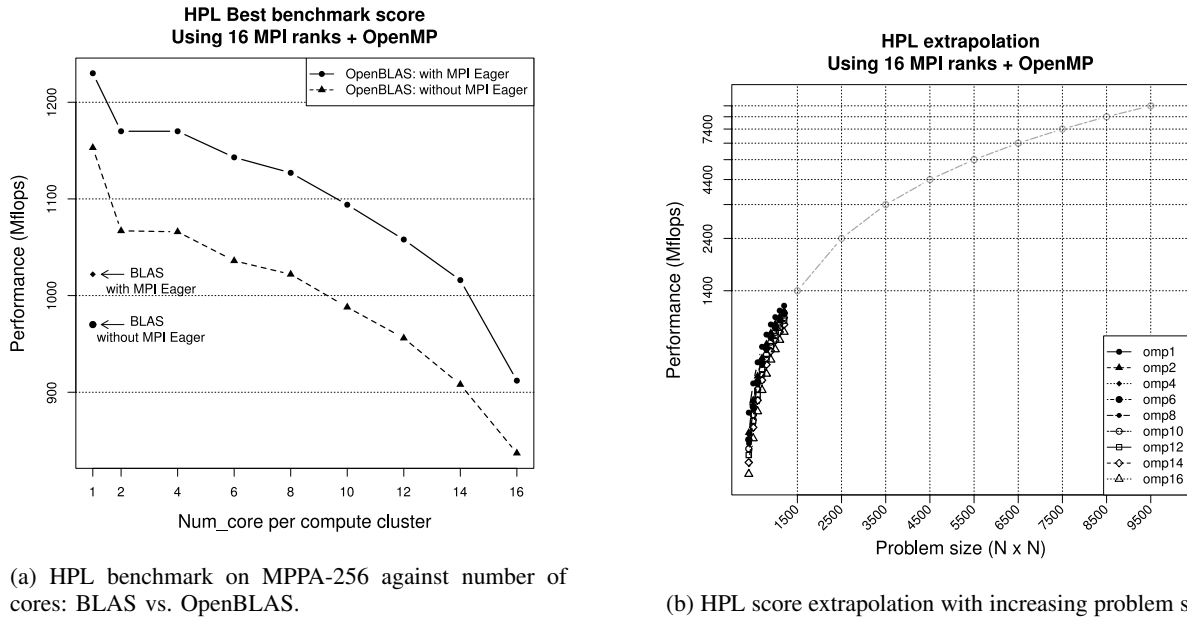 HPL Best benchmark score
Using 16 MPI ranks + OpenMP
OpenBLAS: with MPI Eager
OpenBLAS: without MPI Eager
1200
1100
1000
900
Performance (Mflops)
BLAS
with MPI Eager
BLAS
without MPI Eager
1 2 4 6 8 10 12 14 16
Num_core per compute cluster
(a) HPL benchmark on MPPA-256 against number of
cores: BLAS vs. OpenBLAS.
HPL extrapolation
Using 16 MPI ranks + OpenMP
7400
4400
2400
1400
Performance (Mflops)
omp1
omp2
omp4
omp6
omp8
omp10
omp12
omp14
omp16
1500 2500 3500 4500 5500 6500 7500 8500 9500
Problem size (N x N)
(b) HPL score extrapolation with increasing problem s